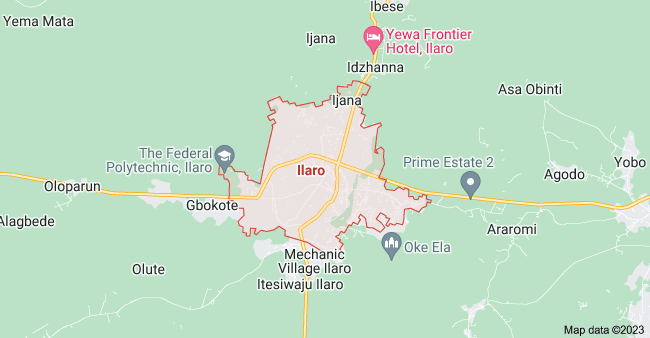 Ibese
Yema Mata
Ijana
Yewa Frontier
Hotel, Ilaro
Idzhanna
Asa Obinti
Ijana
The Federal
Polytechnic, Ilaro
Prime Estate 2
Yobo
Ilaro
Agodo
Oloparun
Gbokote
Alagbede
Araromi
Oke Ela
Mechanic
Village Ilaro
Olute
Itesiwaju Ilaro
Map data ©2023